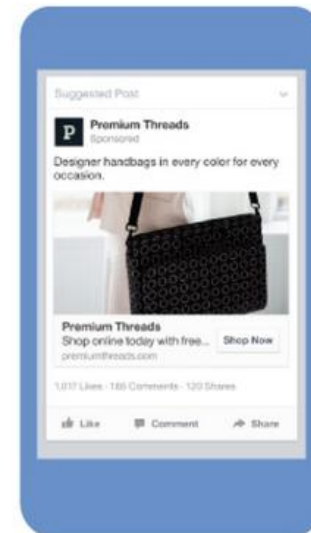 Suggested Post
P
Premium Threads
Sponsored
Designer handbags in every color for every
occasion.
Premium Threads
Shop online today with free...
Shop Now
premiumthreads.com
1,017 Likes · 186 Comments · 120 Shares
Like
Comment
Share